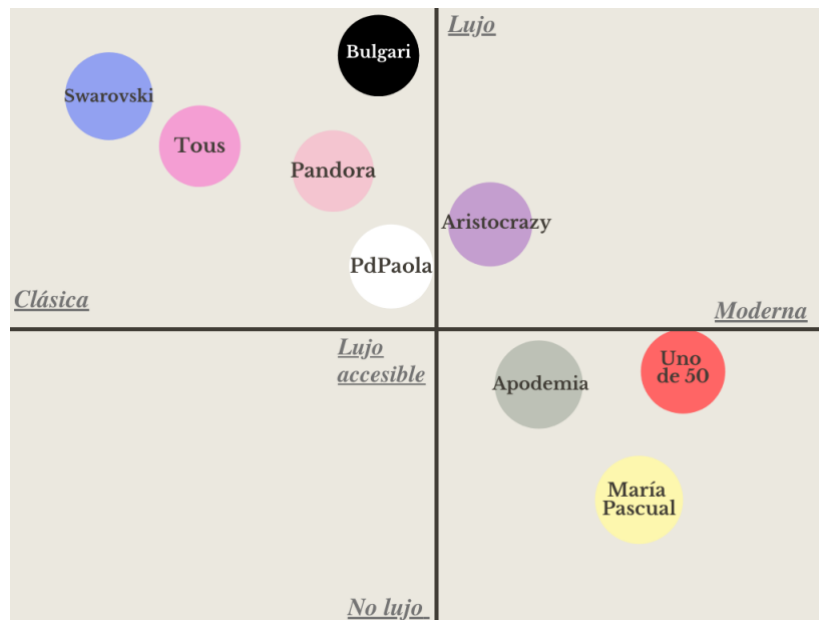 Lujo
Bulgari
Swarovski
Tous
Pandora
Aristocrazy
PdPaola
Clásica
Moderna
Lujo
accesible
Uno
de 50
Apodemia
María
Pascual
No lujo